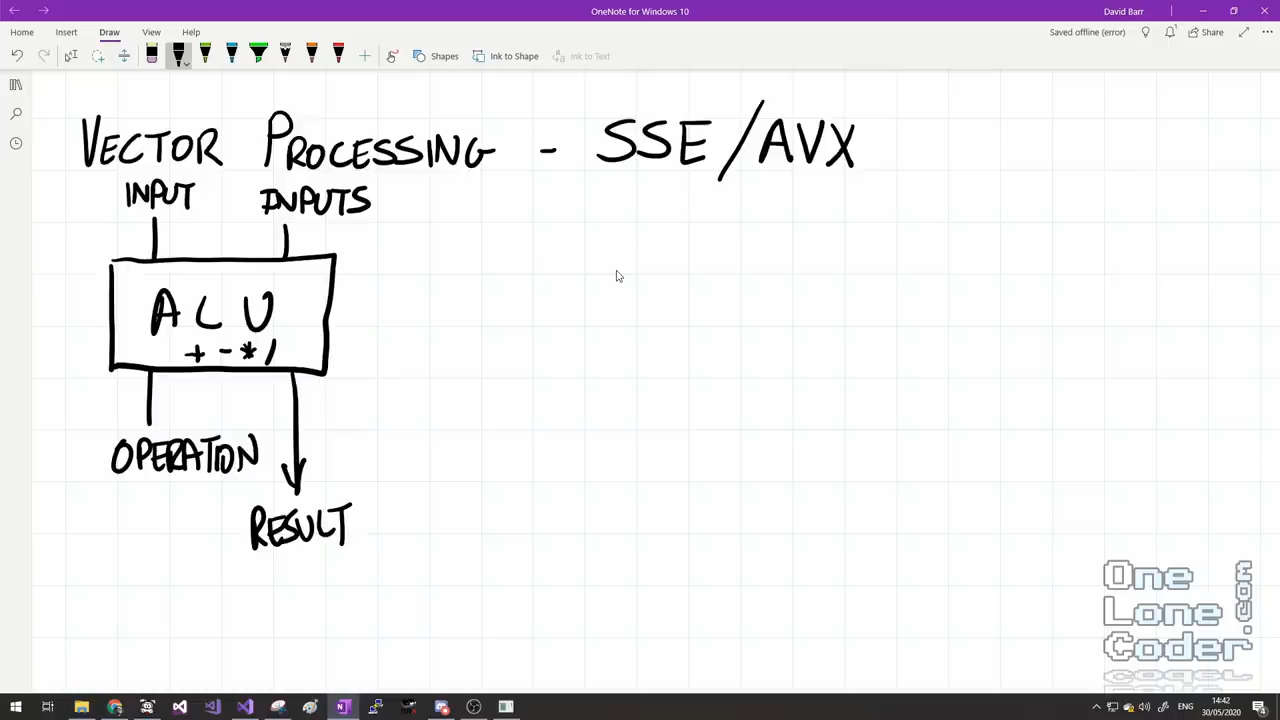 OneNote for Windows 10
David Barr
Home Insert Draw View Help
Saved offline (error)
Share
Shapes
Ink to Shape
Ink to Text
VECTOR PROCESSING - SSE/AVX
INPUT INPUTS
ALU
+ - * /
OPERATION
RESULT
One
Lone
Coder
.com
14:42
30/05/2020